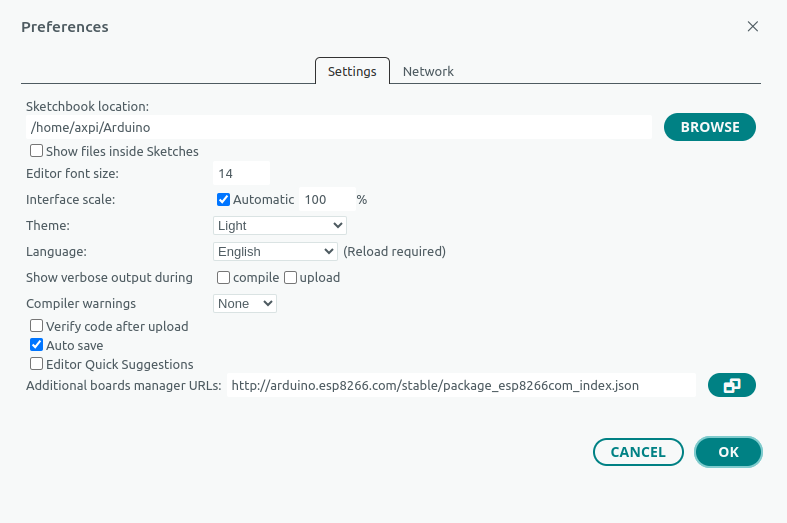 Preferences
Settings Network
Sketchbook location:
/home/axpi/Arduino BROWSE
Show files inside Sketches
Editor font size: 14
Interface scale: Automatic 100 %
Theme: Light
Language: English (Reload required)
Show verbose output during compile upload
Compiler warnings None
Verify code after upload
Auto save
Editor Quick Suggestions
Additional boards manager URLs: http://arduino.esp8266.com/stable/package_esp8266com_index.json
CANCEL OK